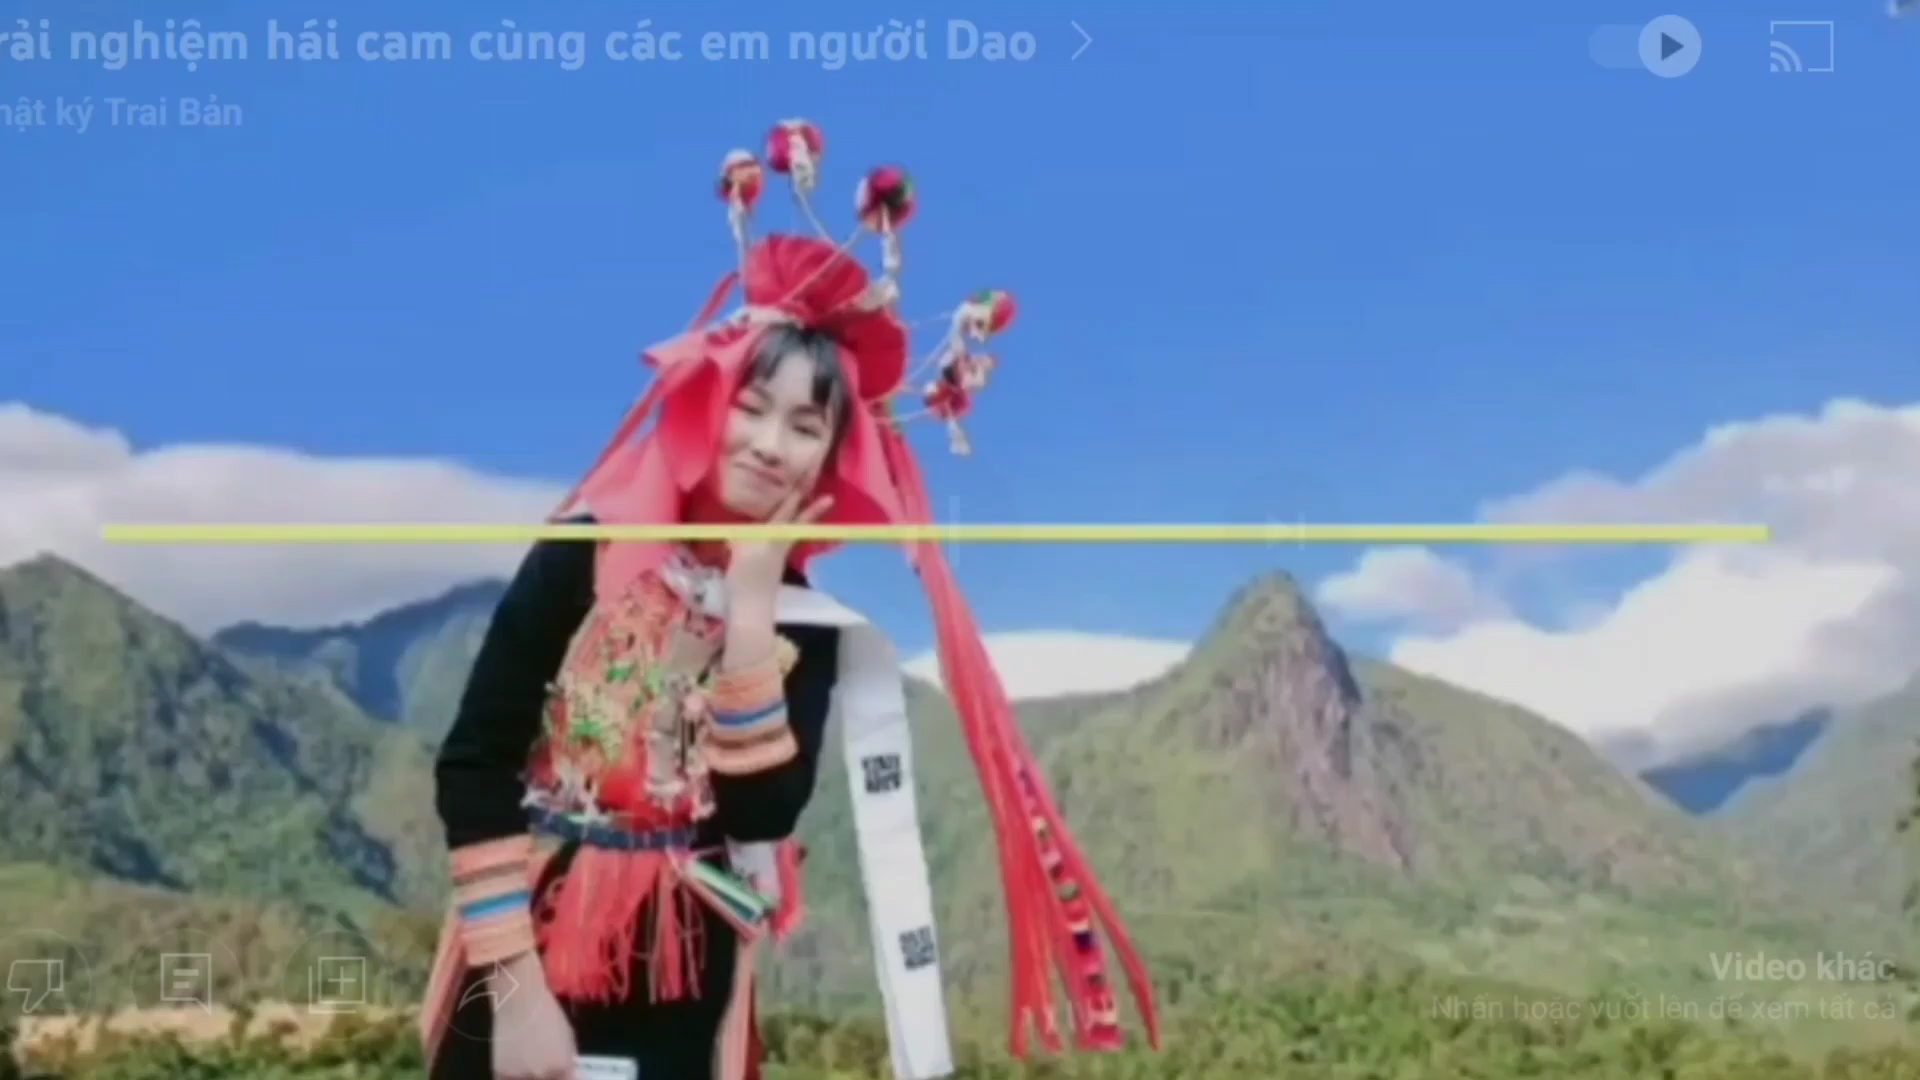 rải nghiệm hái cam cùng các em người Dao
hật ký Trai Bản
Video khác
Nhấn hoặc vuốt lên để xem tất cả